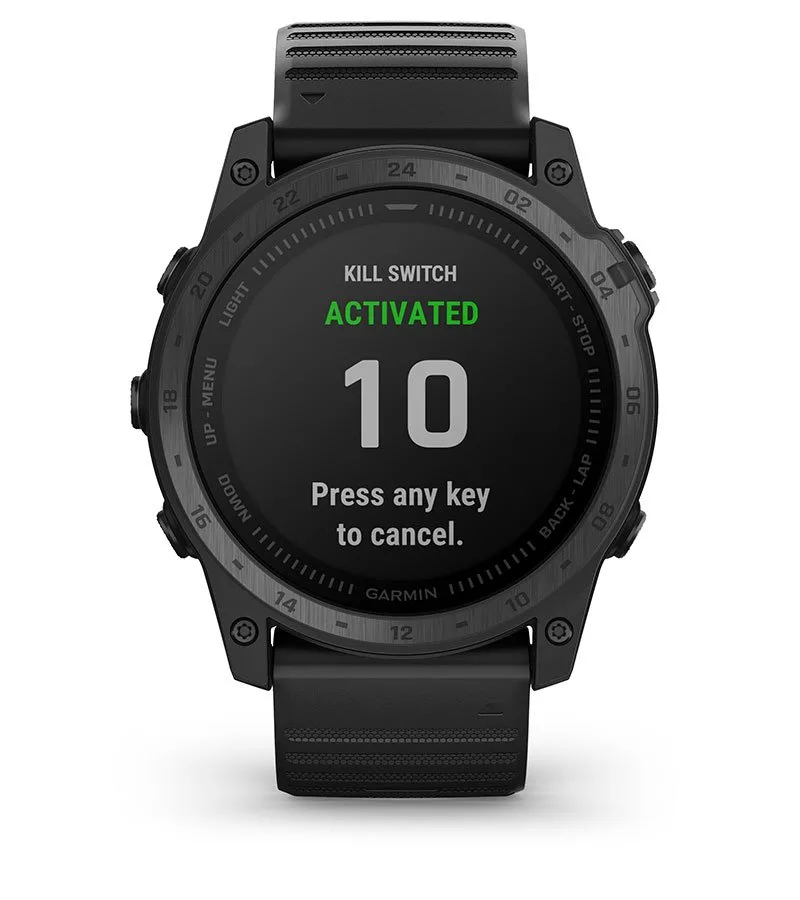 24
22
02
20
04
18
06
16
08
14
10
12
LIGHT
UP - MENU
DOWN
START - STOP
BACK - LAP
KILL SWITCH
ACTIVATED
10
Press any key
to cancel.
GARMIN